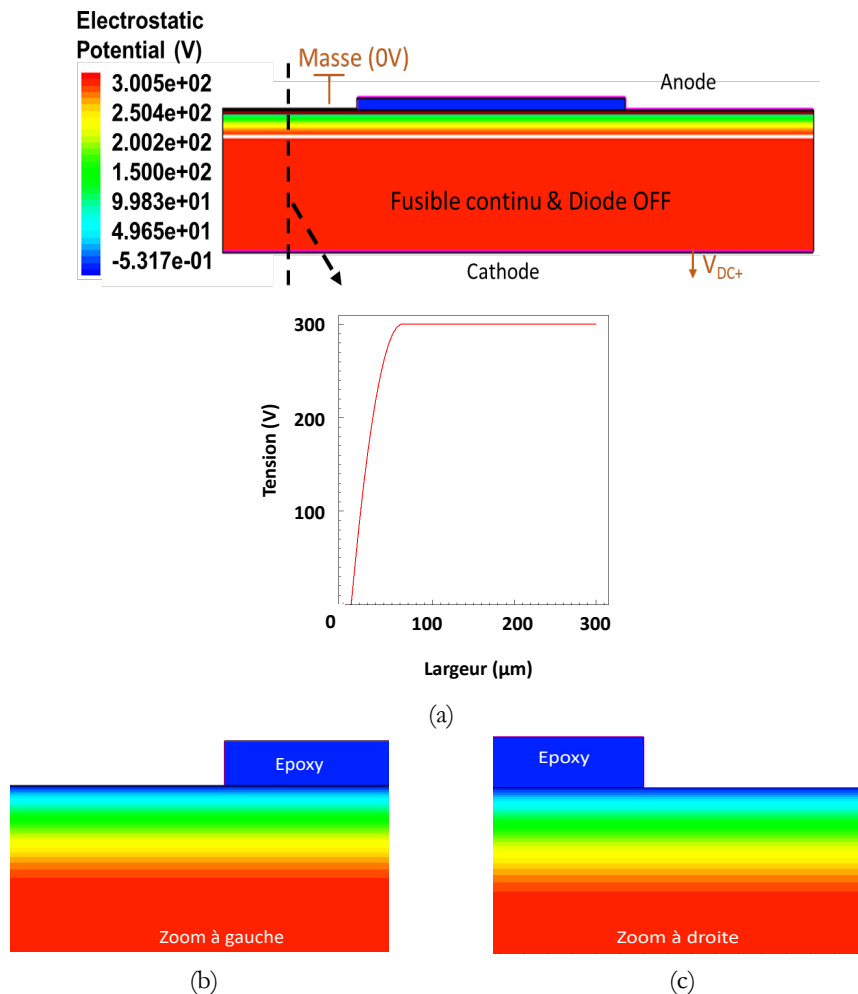 Electrostatic
Potential (V)
3.005e+02
2.504e+02
2.002e+02
1.500e+02
9.983e+01
4.965e+01
-5.317e-01
Masse (0V)
Anode
Fusible continu & Diode OFF
Cathode
VDC+
300
200
100
0
100
200
300
Tension (V)
Largeur (µm)
(a)
Epoxy
Zoom à gauche
(b)
Epoxy
Zoom à droite
(c)